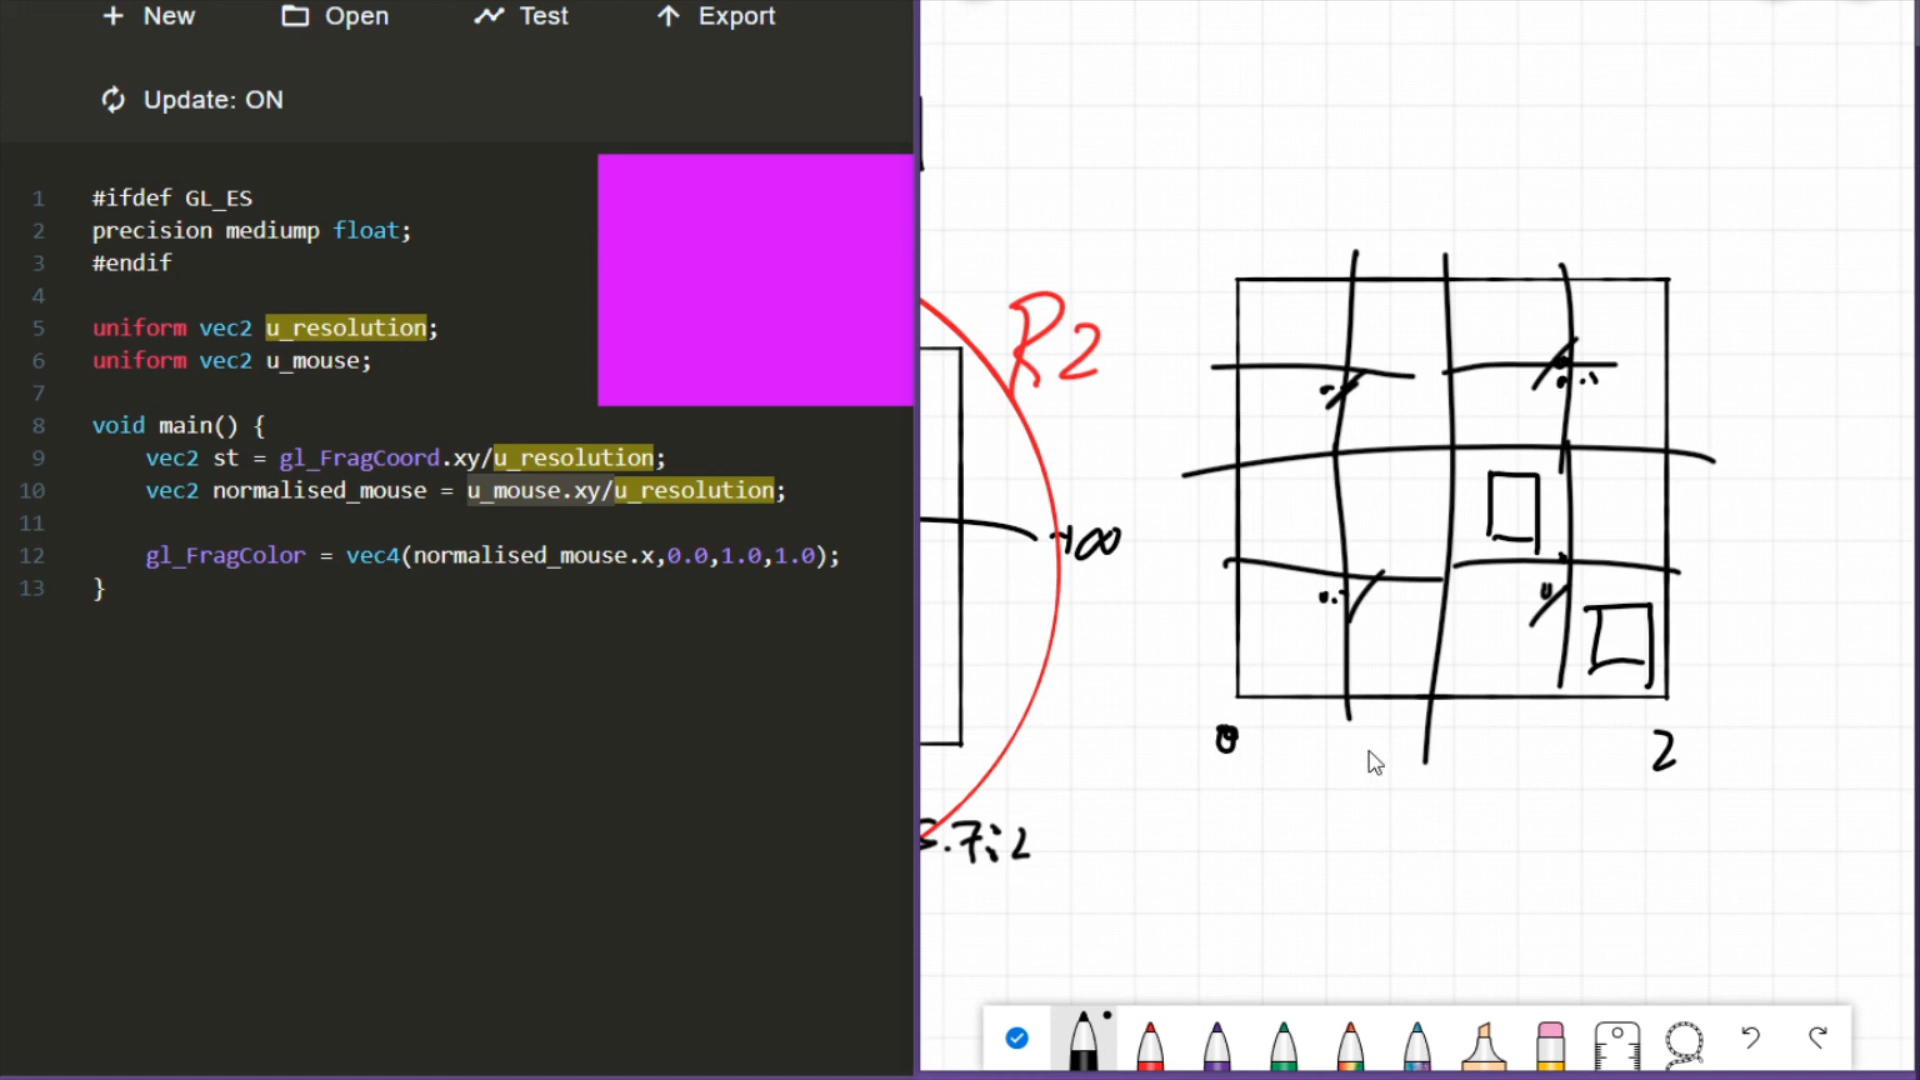 New Open Test Export
Update: ON
1 #ifdef GL_ES
2 precision mediump float;
3 #endif
4
5 uniform vec2 u_resolution;
6 uniform vec2 u_mouse;
7
8 void main() {
9 vec2 st = gl_FragCoord.xy/u_resolution;
10 vec2 normalised_mouse = u_mouse.xy/u_resolution;
11
12 gl_FragColor = vec4(normalised_mouse.x,0.0,1.0,1.0);
13 }
R2
+∞
0
2